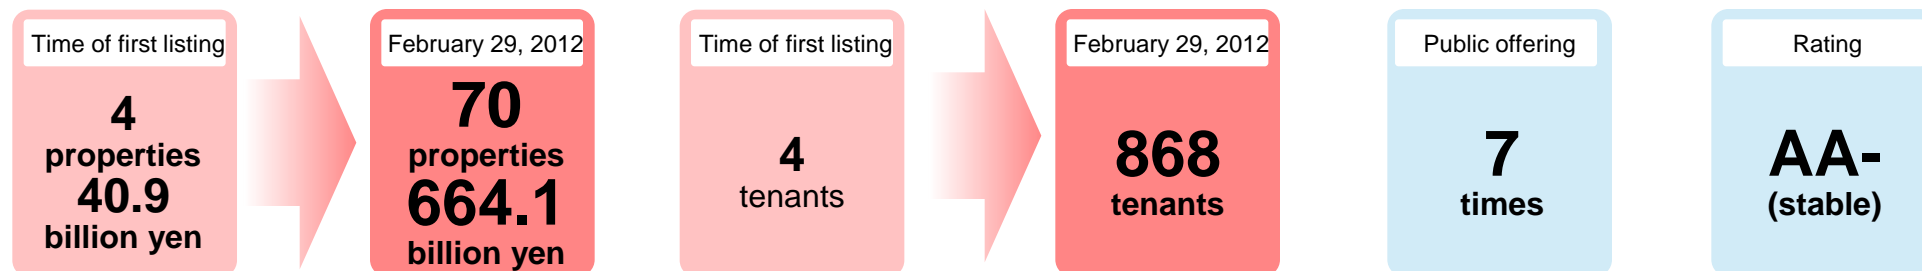 Time of first listing
4
properties
40.9
billion yen
February 29, 2012
70
properties
664.1
billion yen
Time of first listing
4
tenants
February 29, 2012
868
tenants
Public offering
7
times
Rating
AA-
(stable)